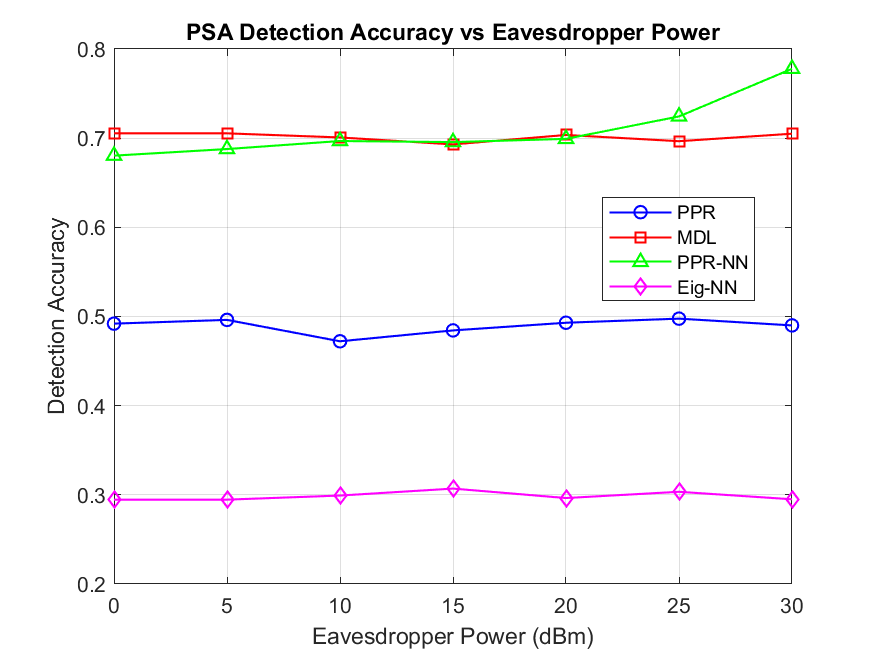 PSA Detection Accuracy vs Eavesdropper Power
0.8
0.7
0.6
0.5
0.4
0.3
0.2
Detection Accuracy
PPR
MDL
PPR-NN
Eig-NN
0 5 10 15 20 25 30
Eavesdropper Power (dBm)